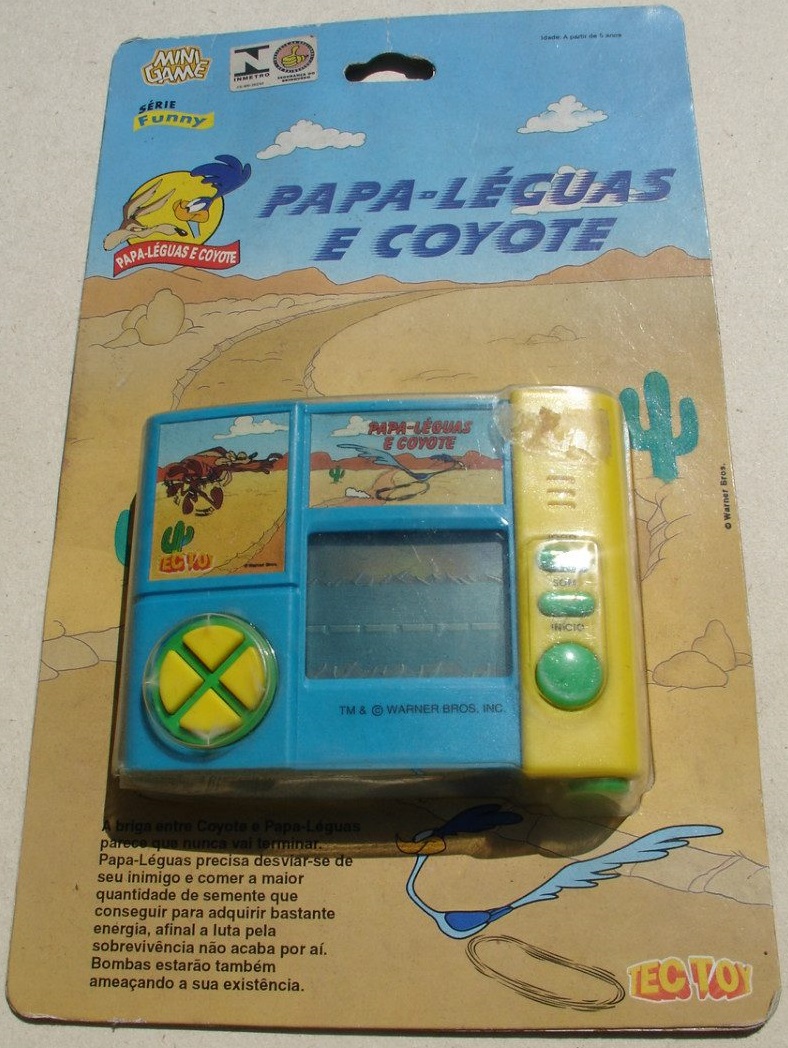 MINI
GAME
INMETRO
Idade: A partir de 5 anos
SÉRIE
Funny
PAPA-LÉGUAS
E COYOTE
PAPA-LÉGUAS E COYOTE
PAPA-LÉGUAS
E COYOTE
TEC TOY
© Warner Bros.
SOM
INÍCIO
TM & © WARNER BROS. INC.
© Warner Bros.
A briga entre Coyote e Papa-Léguas
parece que nunca vai terminar.
Papa-Léguas precisa desviar-se de
seu inimigo e comer a maior
quantidade de semente que
conseguir para adquirir bastante
energia, afinal a luta pela
sobrevivência não acaba por aí.
Bombas estarão também
ameaçando a sua existência.
TEC TOY